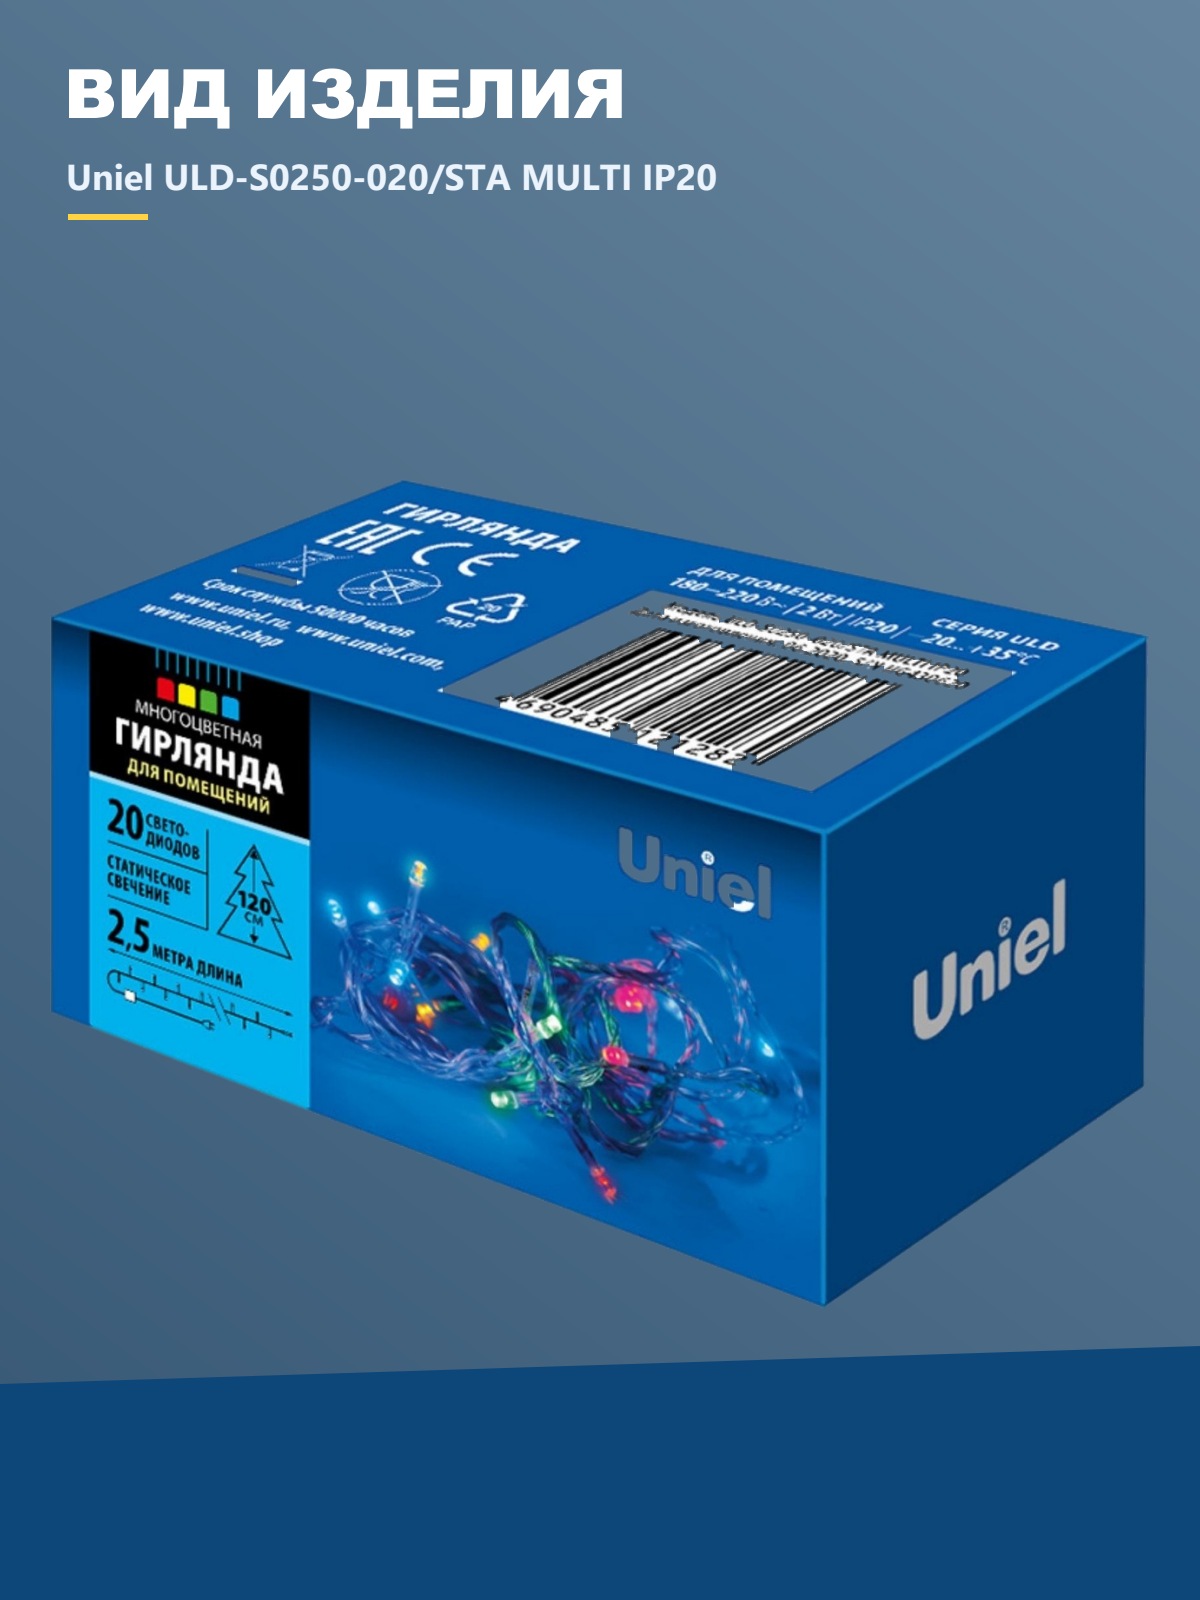 ВИД ИЗДЕЛИЯ
Uniel ULD-S0250-020/STA MULTI IP20
ГИРЛЯНДА
EAC CE
20
PAP
Срок службы 50000 часов
www.uniel.ru, www.uniel.com,
www.uniel.shop
ДЛЯ ПОМЕЩЕНИЙ
СЕРИЯ ULD
180–220 В~ | 2 Вт | IP20 | –20...+35°C
МНОГОЦВЕТНАЯ
ГИРЛЯНДА
ДЛЯ ПОМЕЩЕНИЙ
20 СВЕТО-
ДИОДОВ
СТАТИЧЕСКОЕ
СВЕЧЕНИЕ
120
СМ
2,5 МЕТРА ДЛИНА
Uniel®
Uniel®